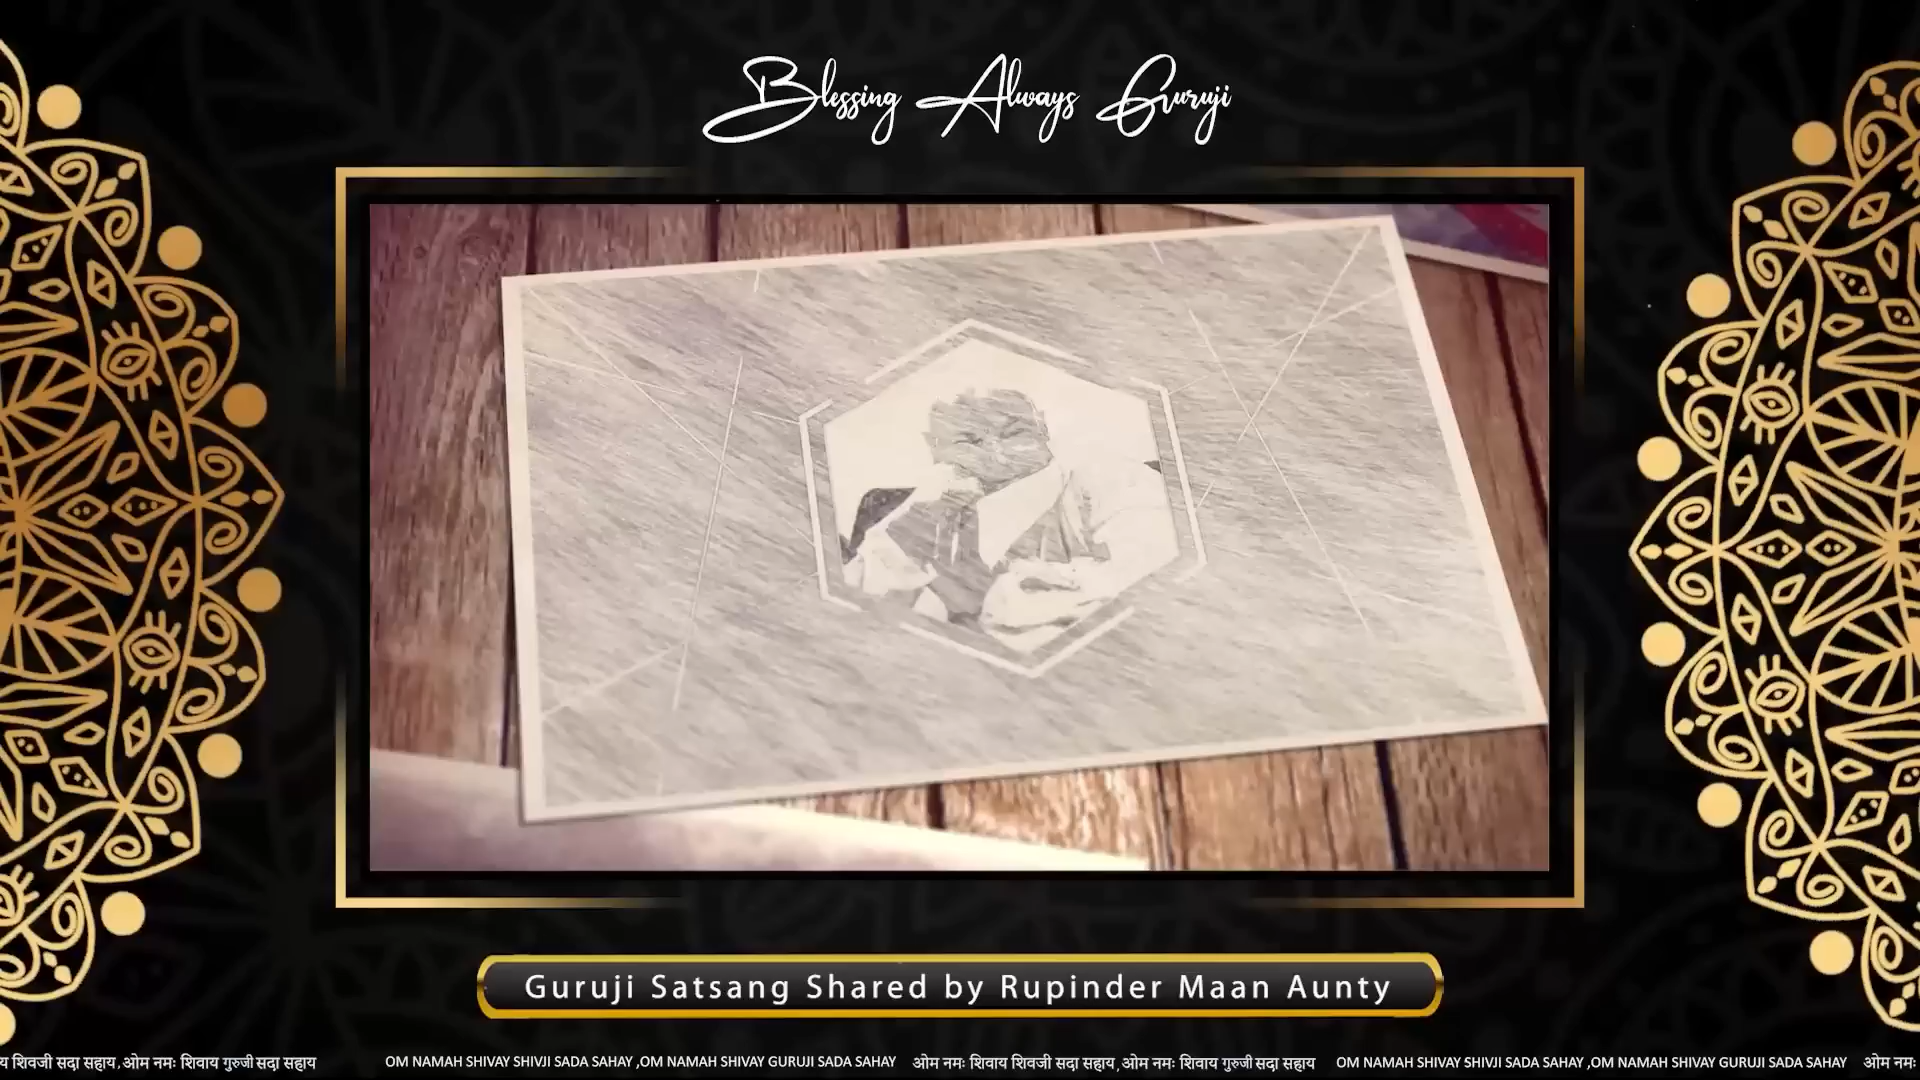 Blessing Always Guruji
Guruji Satsang Shared by Rupinder Maan Aunty
य शिवजी सदा सहाय,ओम नमः शिवाय गुरुजी सदा सहाय OM NAMAH SHIVAY SHIVJI SADA SAHAY ,OM NAMAH SHIVAY GURUJI SADA SAHAY ओम नमः शिवाय शिवजी सदा सहाय,ओम नमः शिवाय गुरुजी सदा सहाय OM NAMAH SHIVAY SHIVJI SADA SAHAY ,OM NAMAH SHIVAY GURUJI SADA SAHAY ओम नमः